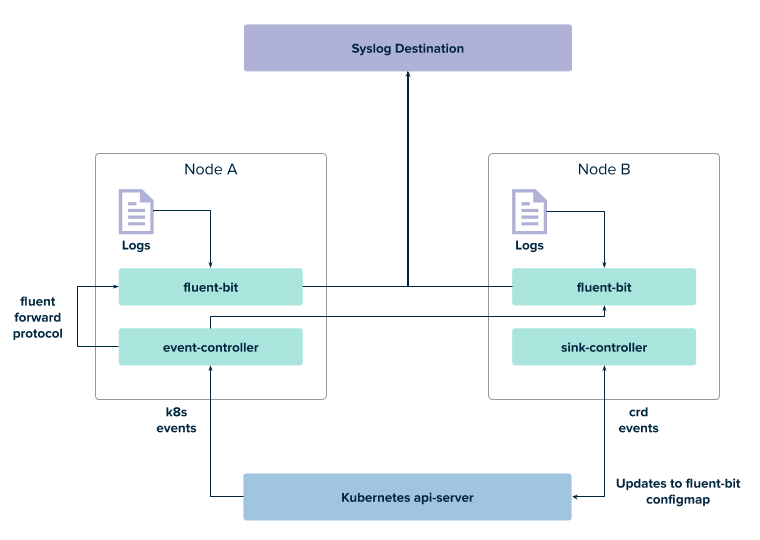 Syslog Destination
Node A
Node B
Logs
Logs
fluent-bit
fluent-bit
fluent
forward
protocol
event-controller
sink-controller
k8s
events
crd
events
Kubernetes api-server
Updates to fluent-bit
configmap